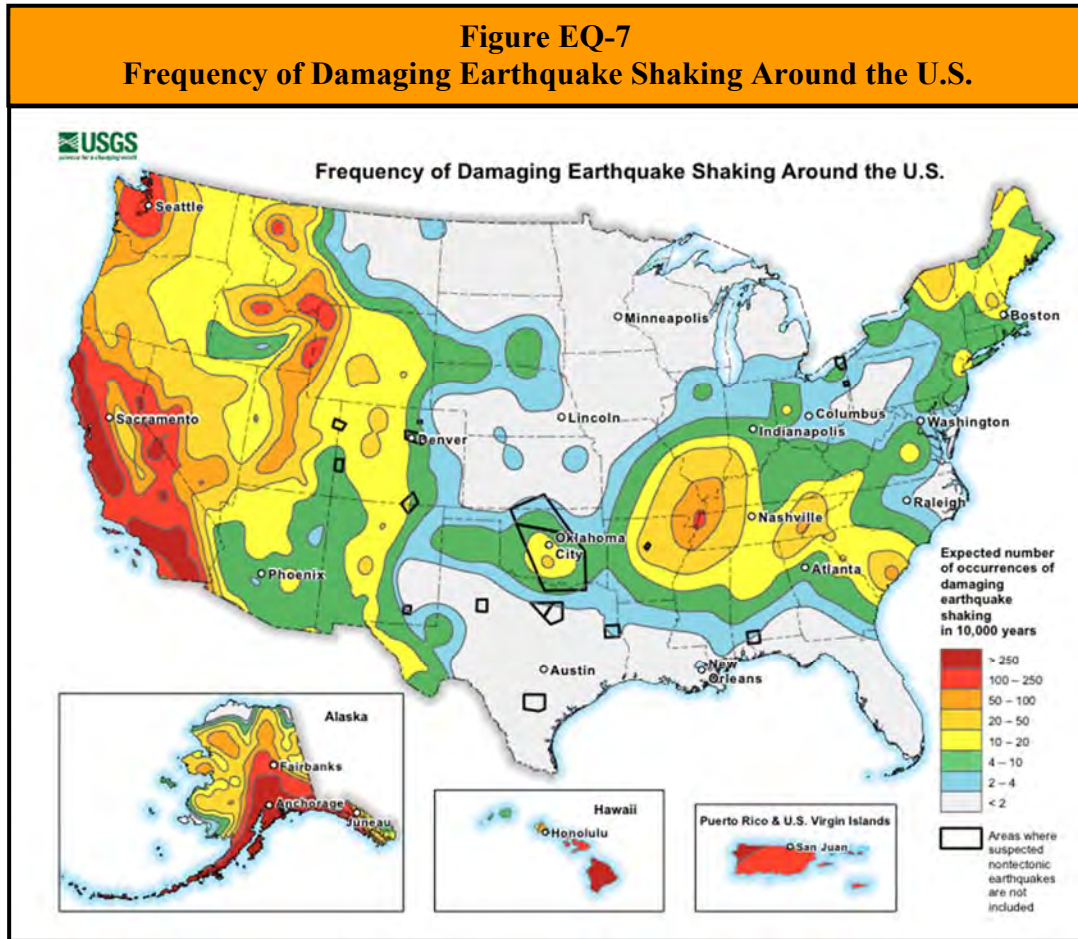 Figure EQ-7
Frequency of Damaging Earthquake Shaking Around the U.S.
USGS
science for a changing world
Frequency of Damaging Earthquake Shaking Around the U.S.
Seattle
Minneapolis
Boston
Sacramento
Lincoln
Columbus
Washington
Denver
Indianapolis
Raleigh
Nashville
Oklahoma
City
Phoenix
Atlanta
Austin
New
Orleans
Expected number
of occurrences of
damaging
earthquake
shaking
in 10,000 years
> 250
100 – 250
50 – 100
20 – 50
10 – 20
4 – 10
2 – 4
< 2
Areas where
suspected
nontectonic
earthquakes
are not
included
Alaska
Fairbanks
Anchorage
Juneau
Hawaii
Honolulu
Puerto Rico & U.S. Virgin Islands
San Juan